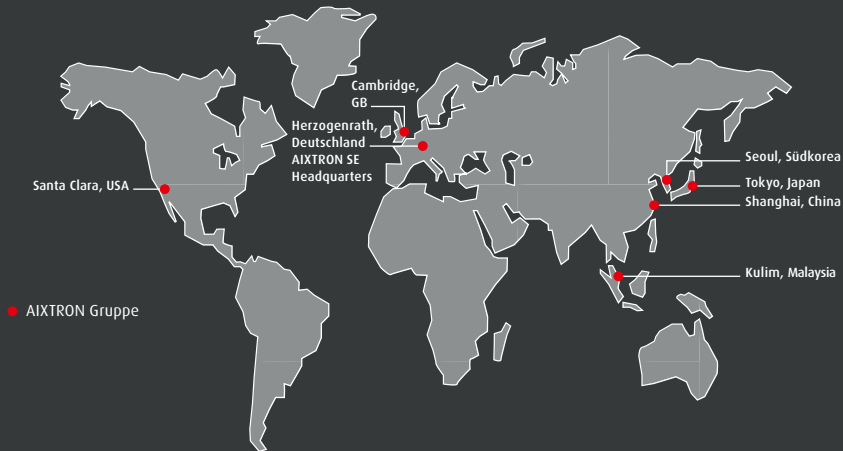 Cambridge,
GB
Herzogenrath,
Deutschland
AIXTRON SE
Headquarters
Santa Clara, USA
Seoul, Südkorea
Tokyo, Japan
Shanghai, China
Kulim, Malaysia
AIXTRON Gruppe